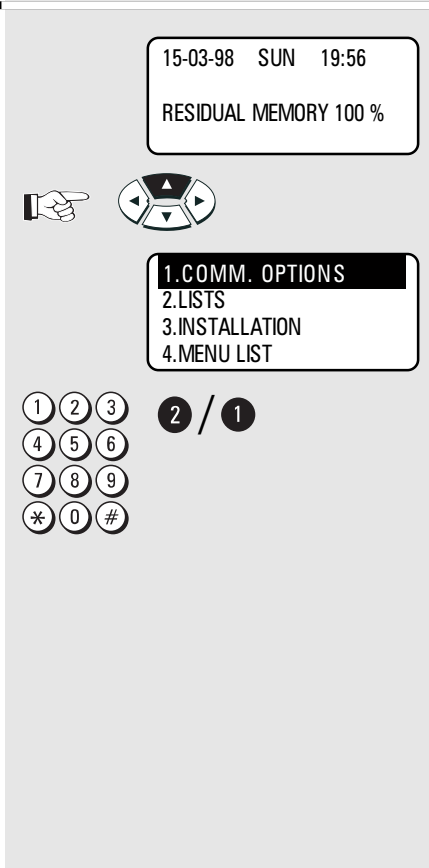 15-03-98 SUN 19:56
RESIDUAL MEMORY 100 %
1.COMM. OPTIONS
2.LISTS
3.INSTALLATION
4.MENU LIST
1 2 3 2 / 1
4 5 6
7 8 9
* 0 #